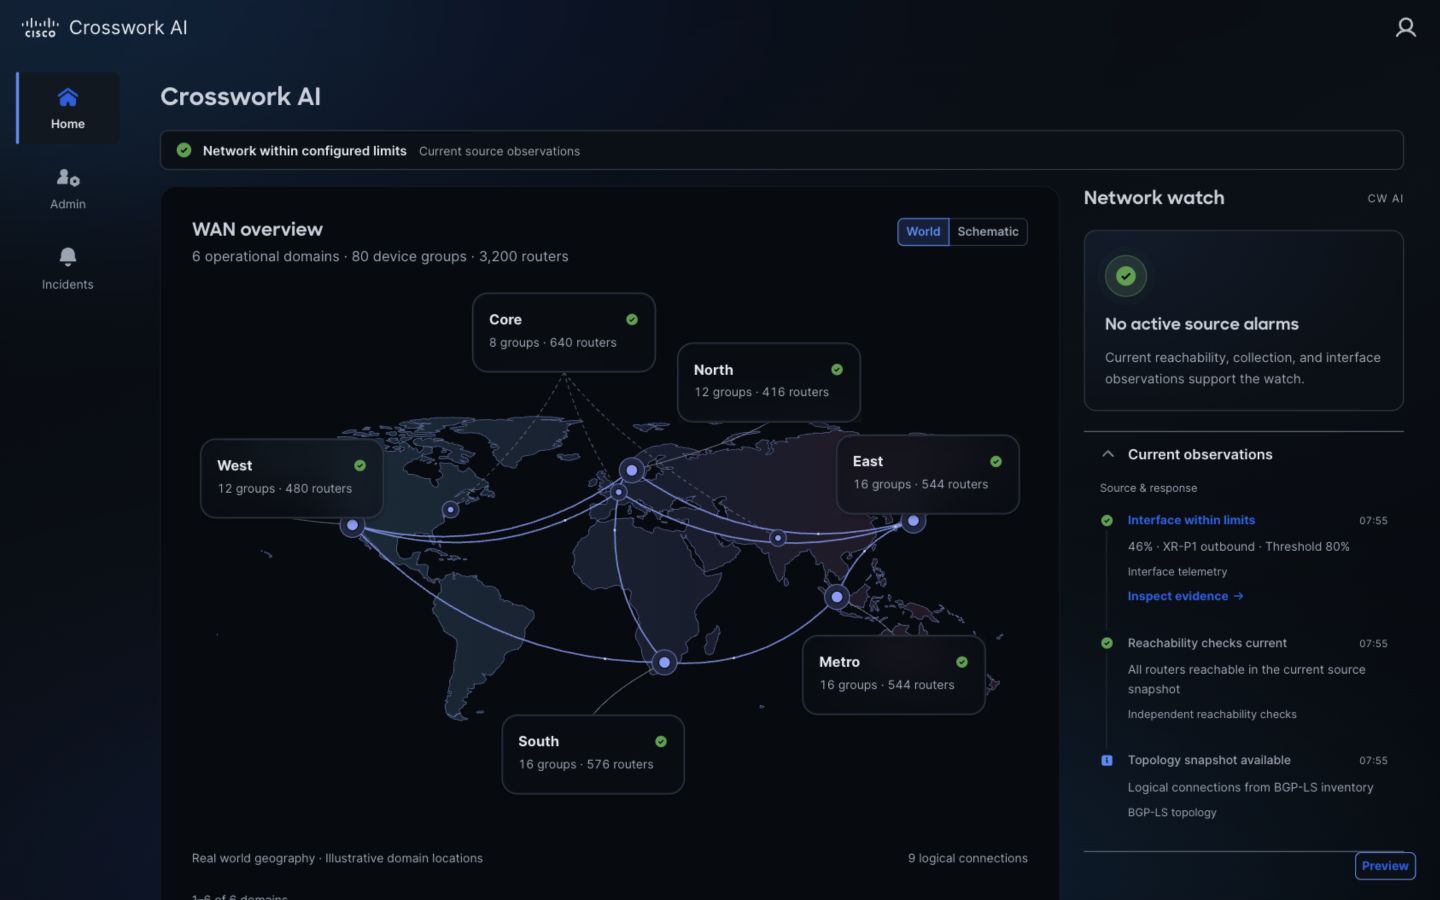 CISCO Crosswork AI
Home
Admin
Incidents
Crosswork AI
Network within configured limits Current source observations
WAN overview
6 operational domains · 80 device groups · 3,200 routers
World Schematic
Core
8 groups · 640 routers
North
12 groups · 416 routers
West
12 groups · 480 routers
East
16 groups · 544 routers
Metro
16 groups · 544 routers
South
16 groups · 576 routers
Real world geography · Illustrative domain locations
9 logical connections
1–6 of 6 domains
Network watch CW AI
No active source alarms
Current reachability, collection, and interface
observations support the watch.
Current observations
Source & response
Interface within limits 07:55
46% · XR-P1 outbound · Threshold 80%
Interface telemetry
Inspect evidence →
Reachability checks current 07:55
All routers reachable in the current source
snapshot
Independent reachability checks
Topology snapshot available 07:55
Logical connections from BGP-LS inventory
BGP-LS topology
Preview